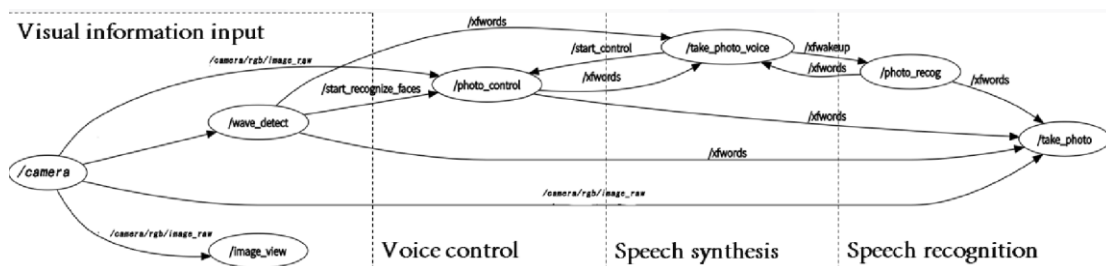 Visual information input
/xfwords
/start_control
/take_photo_voice
/xfwakeup
/camera/rgb/image_raw
/xfwords
/xfwords
/photo_recog
/start_recognize_faces
/photo_control
/xfwords
/wave_detect
/xfwords
/take_photo
/xfwords
/camera
/camera/rgb/image_raw
/camera/rgb/image_raw
/image_view
Voice control
Speech synthesis
Speech recognition